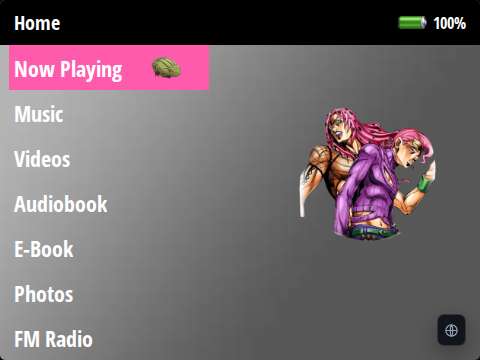 Home
100%
Now Playing
Music
Videos
Audiobook
E-Book
Photos
FM Radio